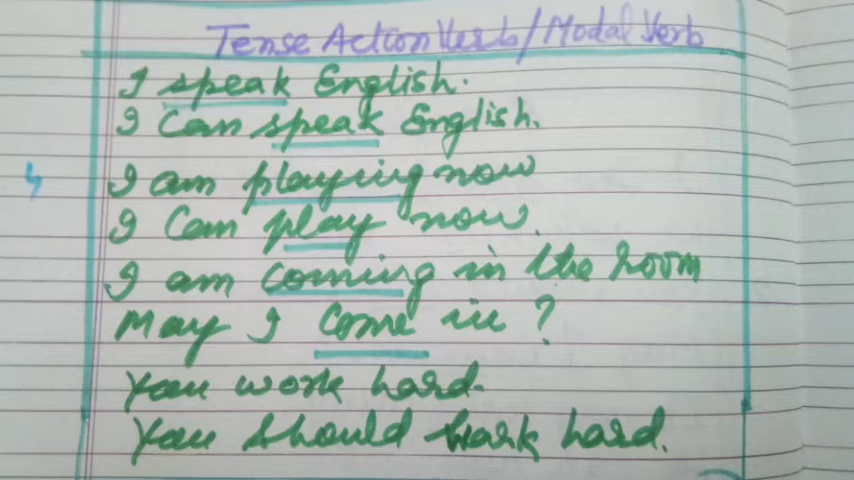 Tense Action Verb/Modal Verb
I speak English.
I can speak English.
I am playing now
I can play now.
I am coming in the room
May I come in ?
You work hard.
You should work hard.